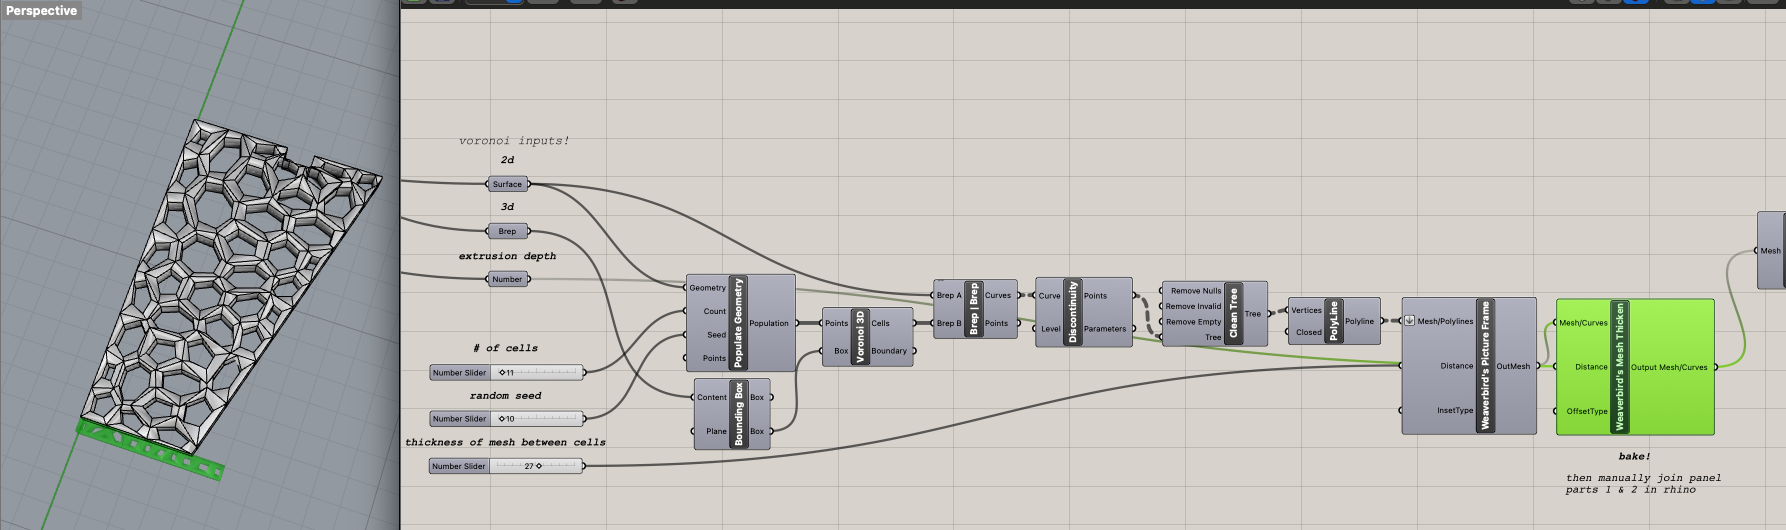 Perspective
voronoi inputs!
2d
Surface
3d
Brep
extrusion depth
Number
# of cells
Number Slider 11
random seed
Number Slider 10
thickness of mesh between cells
Number Slider 27
Geometry
Count
Seed
Points
Populate Geometry
Population
Content
Plane
Bounding Box
Box
Box
Points
Box
Voronoi 3D
Cells
Boundary
Brep A
Brep B
Brep | Brep
Curves
Points
Curve
Level
Discontinuity
Points
Parameters
Remove Nulls
Remove Invalid
Remove Empty
Tree
Clean Tree
Tree
Vertices
Closed
PolyLine
Polyline
Mesh/Polylines
Distance
InsetType
Weaverbird's Picture Frame
OutMesh
Mesh/Curves
Distance
OffsetType
Weaverbird's Mesh Thicken
Output Mesh/Curves
bake!
then manually join panel
parts 1 & 2 in rhino
Mesh